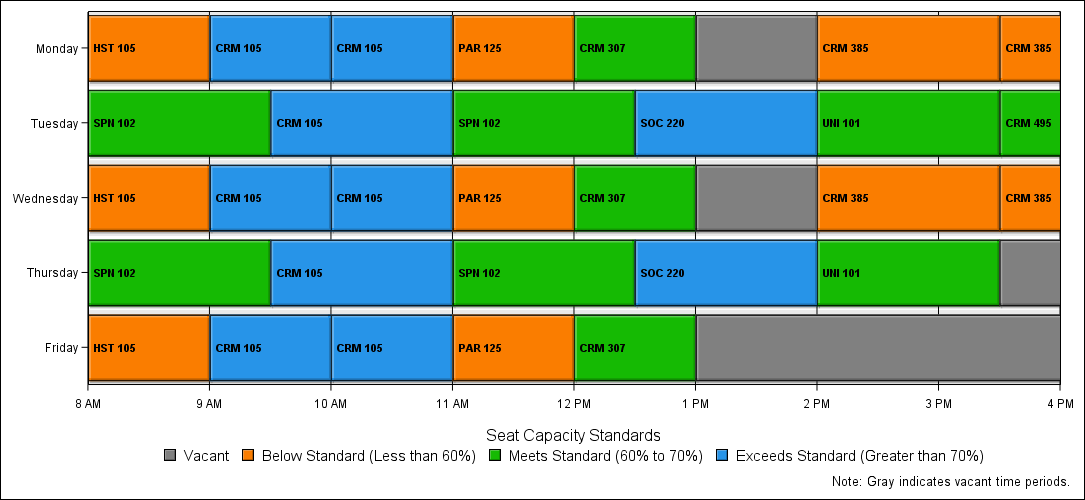 Monday HST 105 CRM 105 CRM 105 PAR 125 CRM 307 CRM 385 CRM 385
Tuesday SPN 102 CRM 105 SPN 102 SOC 220 UNI 101 CRM 495
Wednesday HST 105 CRM 105 CRM 105 PAR 125 CRM 307 CRM 385 CRM 385
Thursday SPN 102 CRM 105 SPN 102 SOC 220 UNI 101
Friday HST 105 CRM 105 CRM 105 PAR 125 CRM 307
8 AM 9 AM 10 AM 11 AM 12 PM 1 PM 2 PM 3 PM 4 PM
Seat Capacity Standards
Vacant Below Standard (Less than 60%) Meets Standard (60% to 70%) Exceeds Standard (Greater than 70%)
Note: Gray indicates vacant time periods.